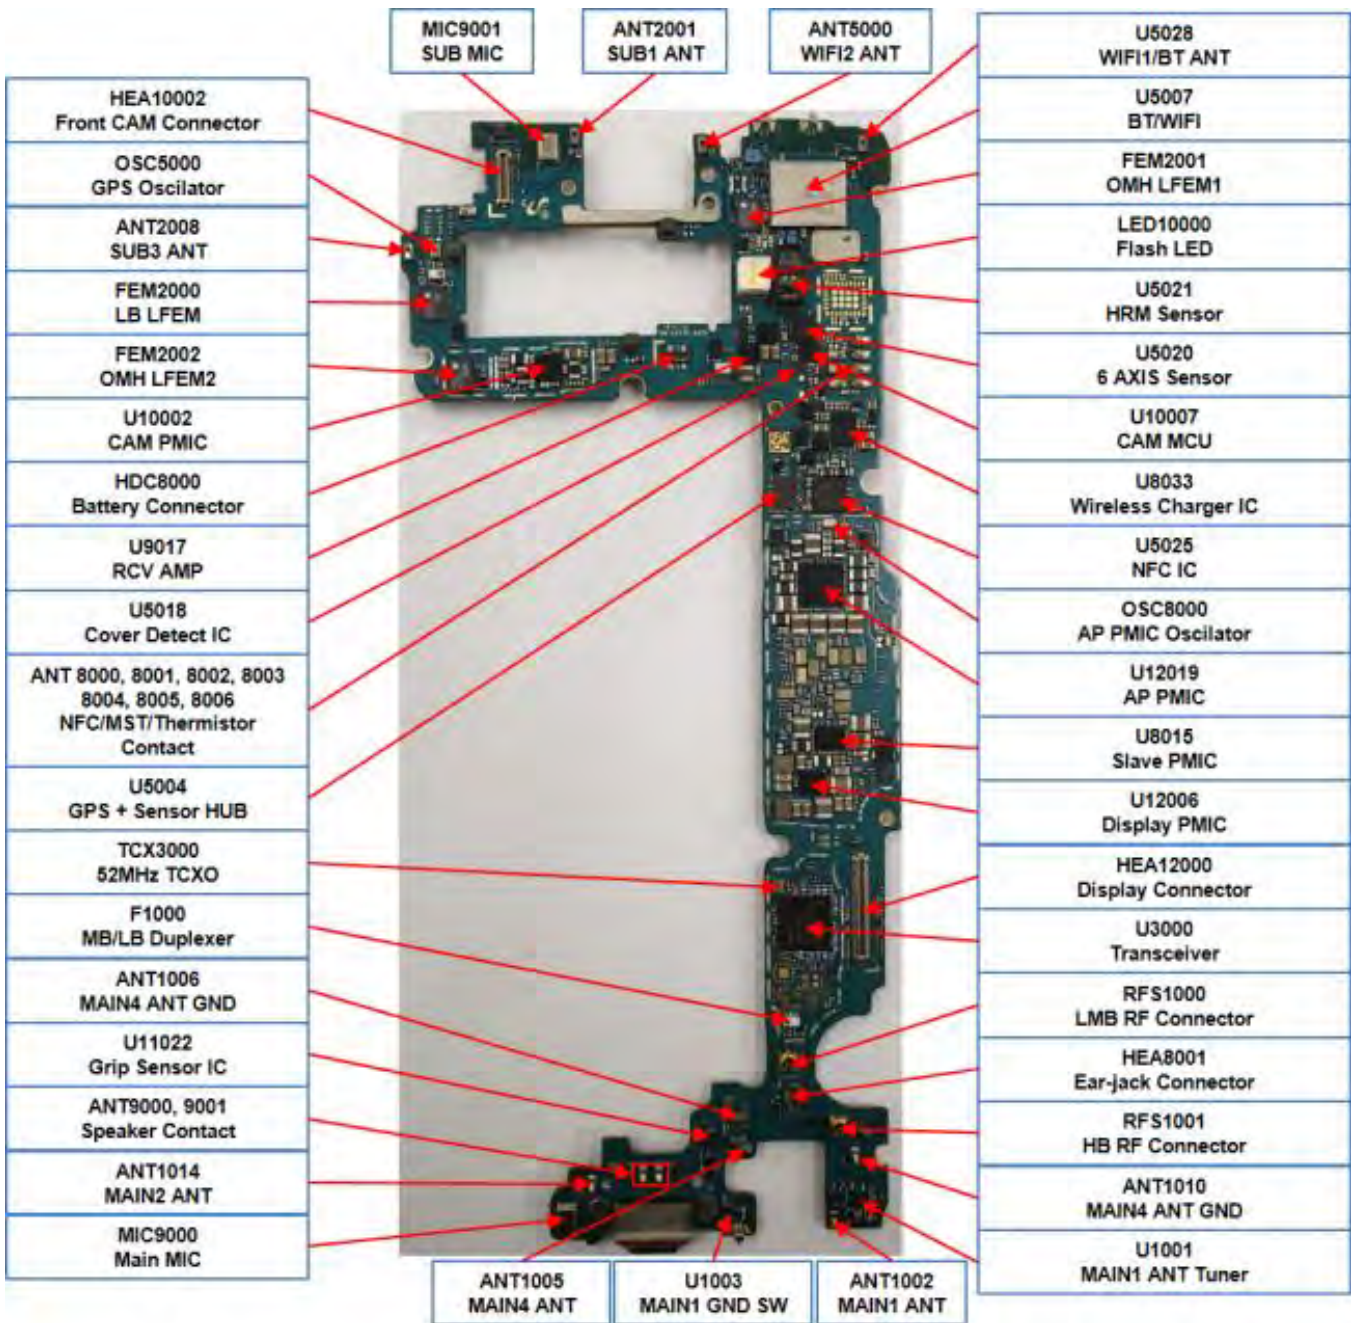 MIC9001
SUB MIC
ANT2001
SUB1 ANT
ANT5000
WIFI2 ANT
HEA10002
Front CAM Connector
OSC5000
GPS Oscilator
ANT2008
SUB3 ANT
FEM2000
LB LFEM
FEM2002
OMH LFEM2
U10002
CAM PMIC
HDC8000
Battery Connector
U9017
RCV AMP
U5018
Cover Detect IC
ANT 8000, 8001, 8002, 8003
8004, 8005, 8006
NFC/MST/Thermistor
Contact
U5004
GPS + Sensor HUB
TCX3000
52MHz TCXO
F1000
MB/LB Duplexer
ANT1006
MAIN4 ANT GND
U11022
Grip Sensor IC
ANT9000, 9001
Speaker Contact
ANT1014
MAIN2 ANT
MIC9000
Main MIC
U5028
WIFI1/BT ANT
U5007
BT/WIFI
FEM2001
OMH LFEM1
LED10000
Flash LED
U5021
HRM Sensor
U5020
6 AXIS Sensor
U10007
CAM MCU
U8033
Wireless Charger IC
U5025
NFC IC
OSC8000
AP PMIC Oscilator
U12019
AP PMIC
U8015
Slave PMIC
U12006
Display PMIC
HEA12000
Display Connector
U3000
Transceiver
RFS1000
LMB RF Connector
HEA8001
Ear-jack Connector
RFS1001
HB RF Connector
ANT1010
MAIN4 ANT GND
U1001
MAIN1 ANT Tuner
ANT1005
MAIN4 ANT
U1003
MAIN1 GND SW
ANT1002
MAIN1 ANT